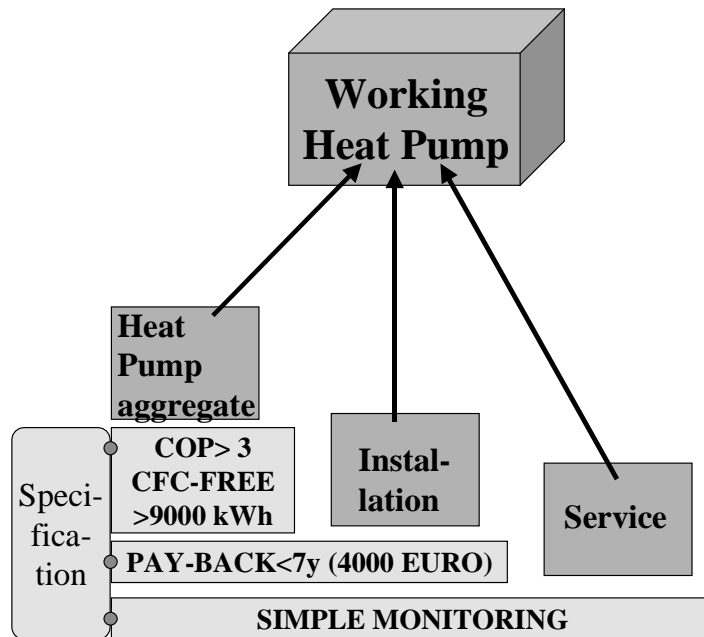 Working
Heat Pump
Heat
Pump
aggregate
COP> 3
CFC-FREE
>9000 kWh
Instal-
lation
Service
Speci-
fica-
tion
PAY-BACK<7y (4000 EURO)
SIMPLE MONITORING